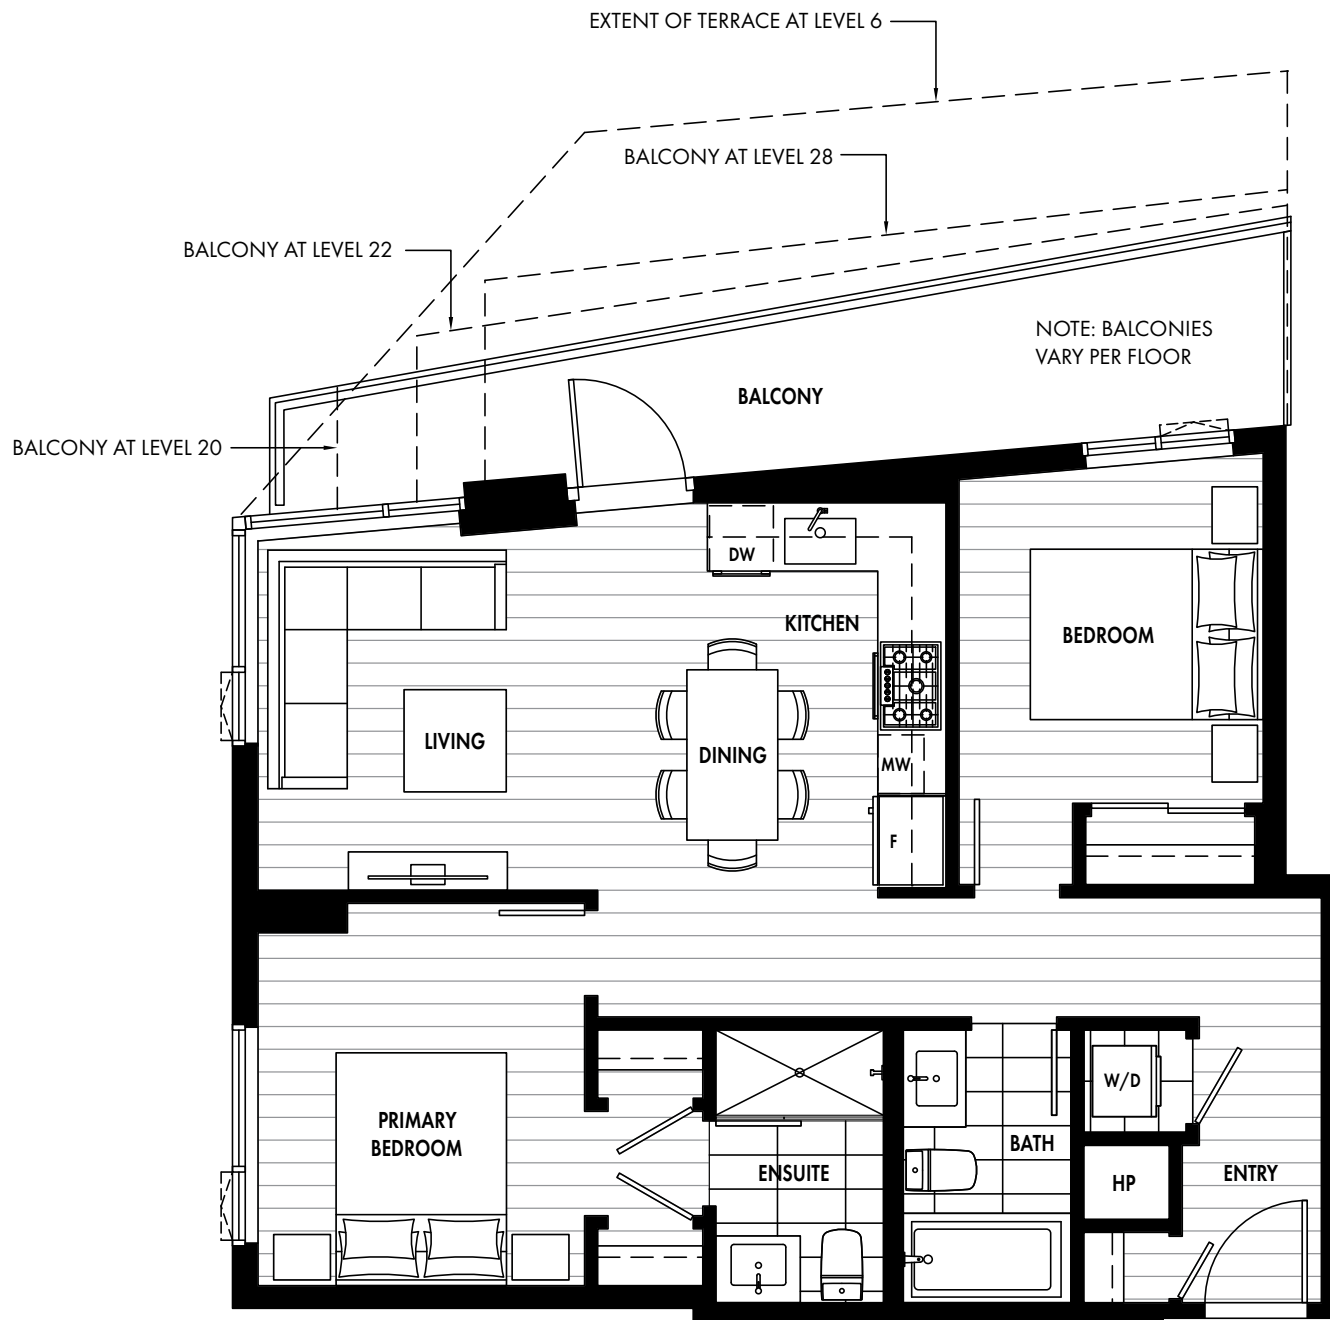 EXTENT OF TERRACE AT LEVEL 6
BALCONY AT LEVEL 28
BALCONY AT LEVEL 22
NOTE: BALCONIES
VARY PER FLOOR
BALCONY
BALCONY AT LEVEL 20
DW
KITCHEN
BEDROOM
LIVING
DINING
MW
F
W/D
PRIMARY
BEDROOM
BATH
ENSUITE
HP
ENTRY